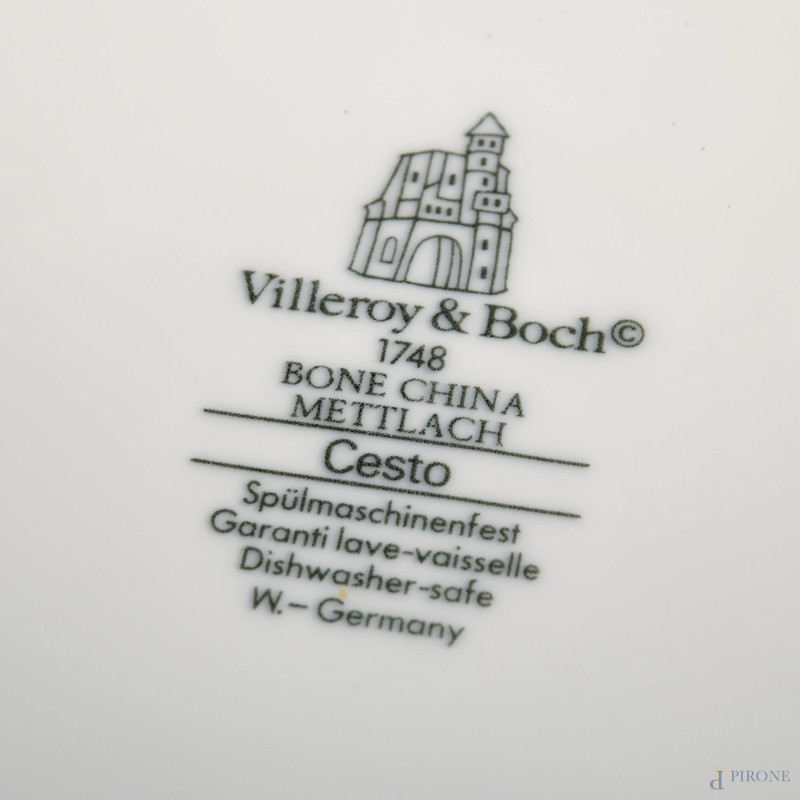 Villeroy & Boch©
1748
BONE CHINA
METTLACH
Cesto
Spülmaschinenfest
Garanti lave-vaisselle
Dishwasher-safe
W.- Germany
PIRONE